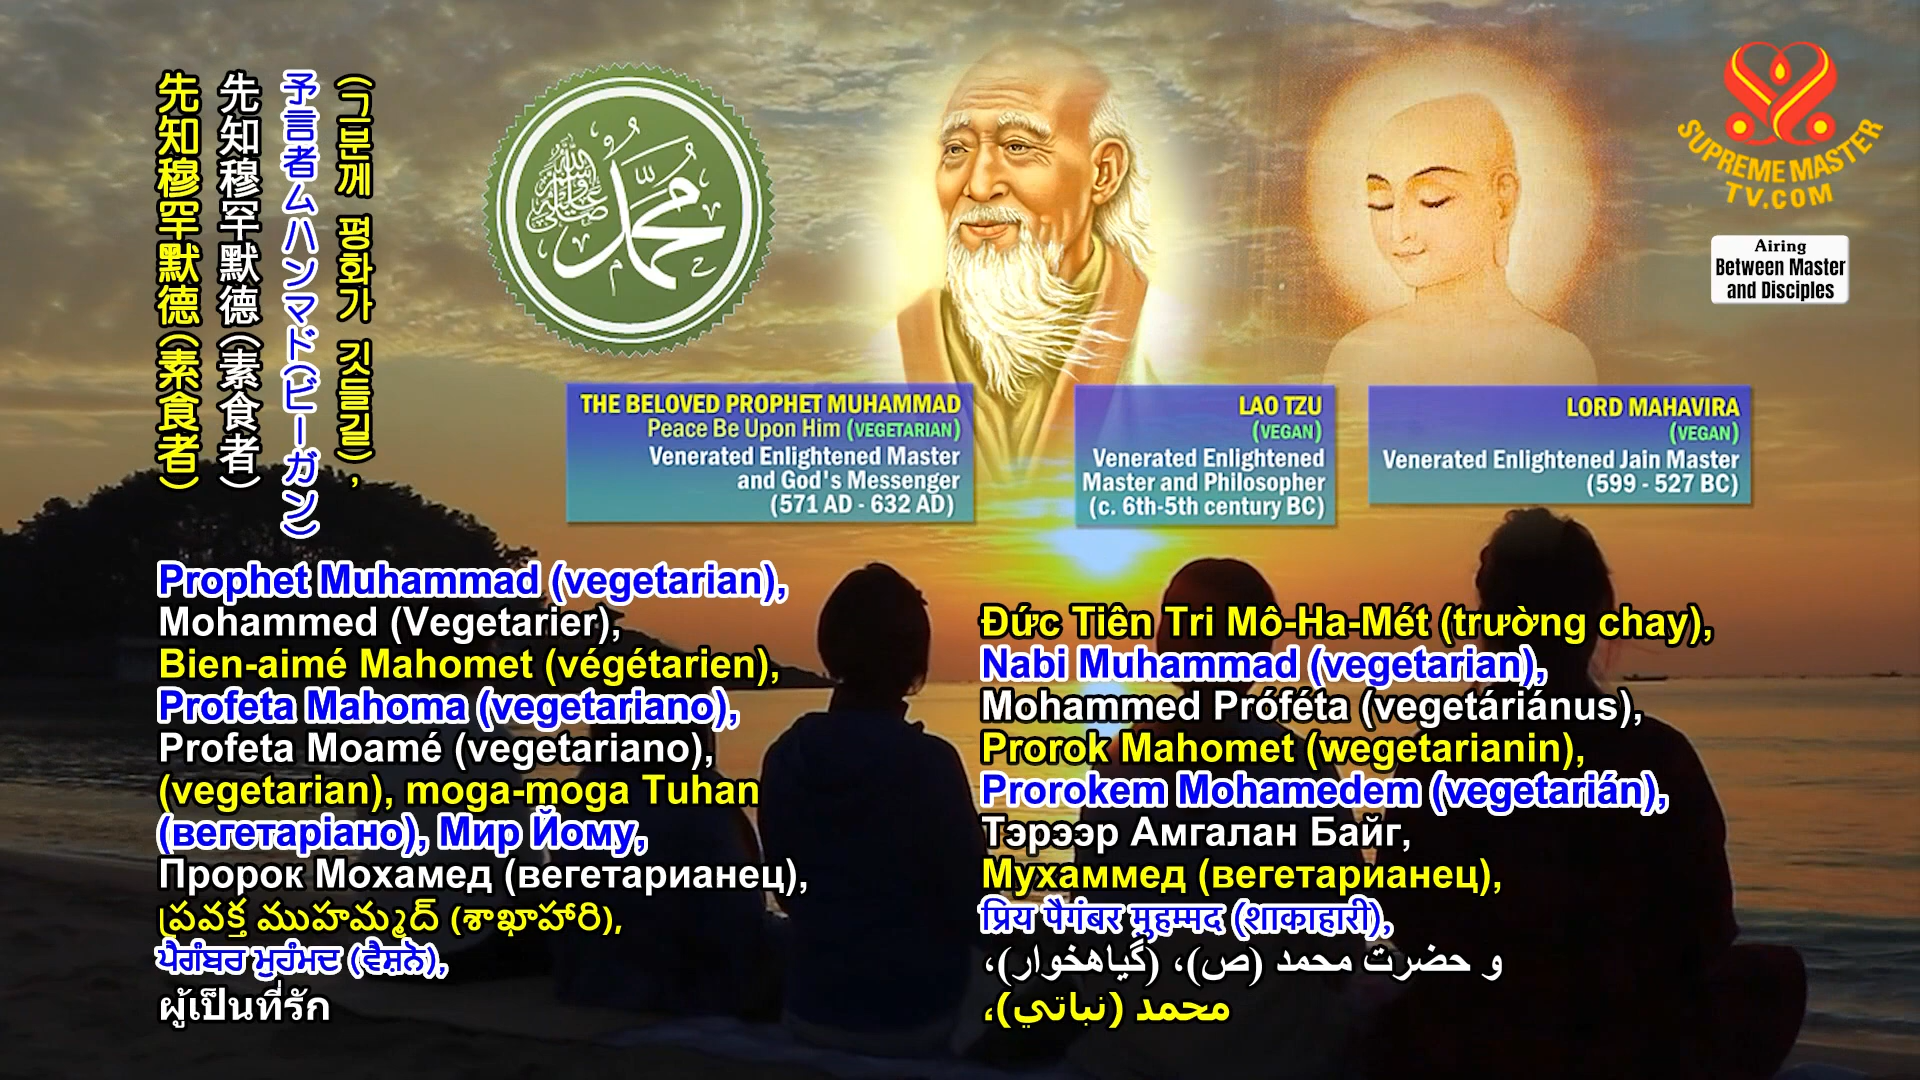 先知穆罕默德(素食者)
先知穆罕默德(素食者)
予言者ムハンマド(ビーガン)
(그분께 평화가 깃들길),
محمد
SUPREME MASTER
TV.COM
Airing
Between Master
and Disciples
THE BELOVED PROPHET MUHAMMAD
Peace Be Upon Him (VEGETARIAN)
Venerated Enlightened Master
and God's Messenger
(571 AD - 632 AD)
LAO TZU
(VEGAN)
Venerated Enlightened
Master and Philosopher
(c. 6th-5th century BC)
LORD MAHAVIRA
(VEGAN)
Venerated Enlightened Jain Master
(599 - 527 BC)
Prophet Muhammad (vegetarian),
Mohammed (Vegetarier),
Bien-aimé Mahomet (végétarien),
Profeta Mahoma (vegetariano),
Profeta Moamé (vegetariano),
(vegetarian), moga-moga Tuhan
(вегетаріано), Мир Йому,
Пророк Мохамед (вегетарианец),
ప్రవక్త ముహమ్మద్ (శాఖాహారి),
ਪੈਗੰਬਰ ਮੁਹੰਮਦ (ਵੈਸ਼ਨੋ),
ผู้เป็นที่รัก
Đức Tiên Tri Mô-Ha-Mét (trường chay),
Nabi Muhammad (vegetarian),
Mohammed Próféta (vegetáriánus),
Prorok Mahomet (wegetarianin),
Prorokem Mohamedem (vegetarián),
Тэрээр Амгалан Байг,
Мухаммед (вегетарианец),
प्रिय पैगंबर मुहम्मद (शाकाहारी),
و حضرت محمد (ص)، (گیاهخوار)،
محمد (نباتي)،